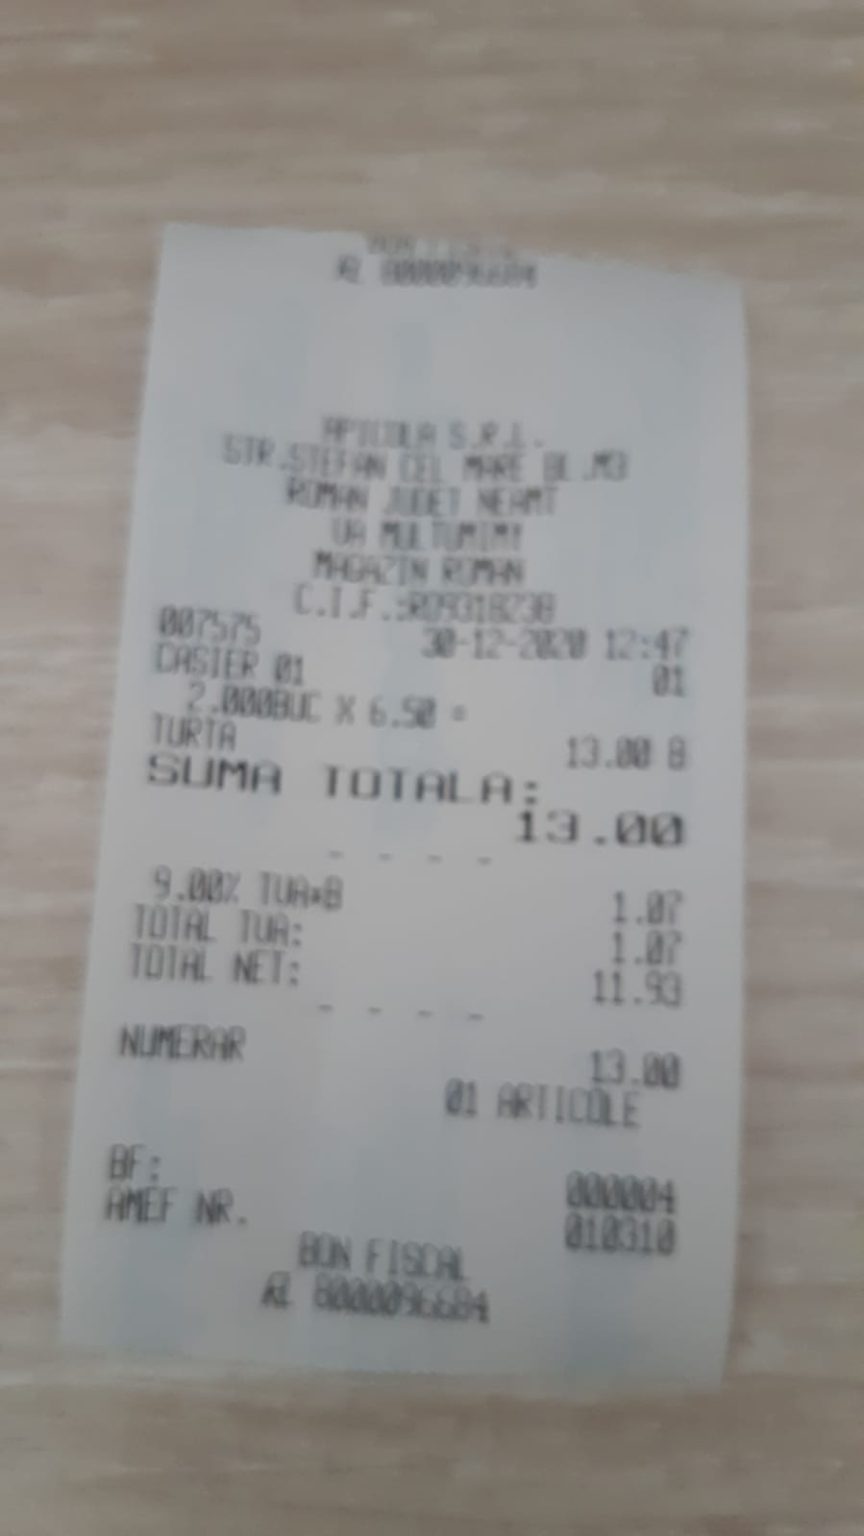 APICOLA S.R.L.
STR.STEFAN CEL MARE BL.M3
ROMAN JUDET NEAMT
VA MULTUMIM!
MAGAZIN ROMAN
C.I.F.:RO9318238
007575 30-12-2020 12:47
CASIER 01 01
2.000BUC X 6.50 =
TURTA 13.00 B
SUMA TOTALA:
13.00
- - - -
9.00% TVA*B 1.07
TOTAL TVA: 1.07
TOTAL NET: 11.93
- - - -
NUMERAR 13.00
01 ARTICOLE
BF: 000004
AMEF NR. 010310
BON FISCAL
8000096684